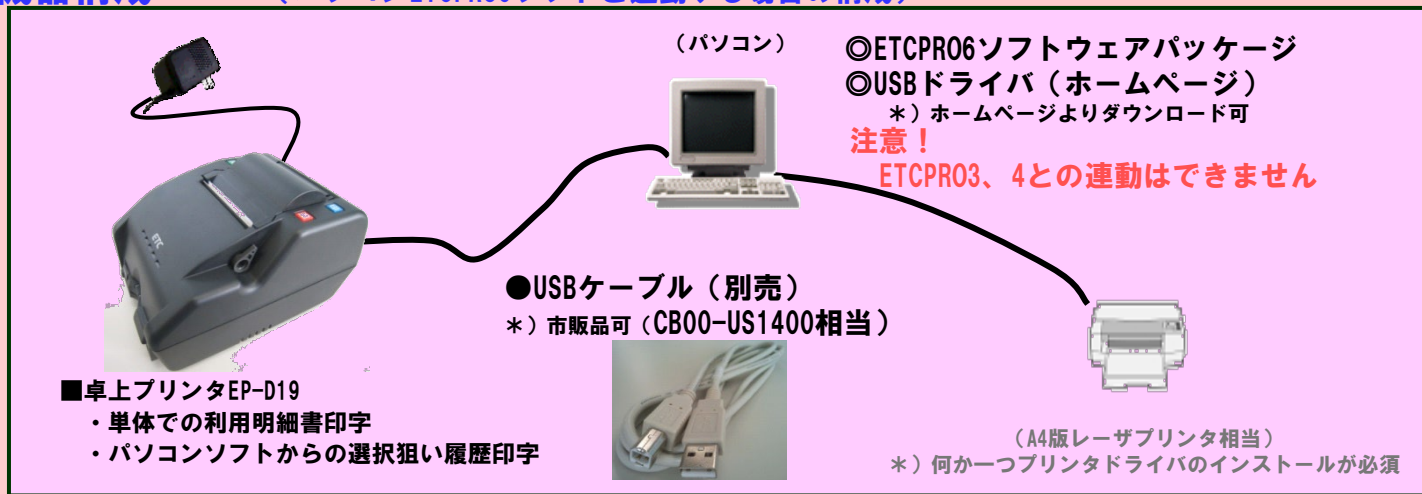 （パソコン）
◎ETCPRO6ソフトウェアパッケージ
◎USBドライバ（ホームページ）
＊）ホームページよりダウンロード可
注意！
ETCPRO3、4との連動はできません
ETC
●USBケーブル（別売）
＊）市販品可（CB00-US1400相当）
■卓上プリンタEP-D19
・単体での利用明細書印字
・パソコンソフトからの選択狙い履歴印字
（A4版レーザプリンタ相当）
＊）何か一つプリンタドライバのインストールが必須